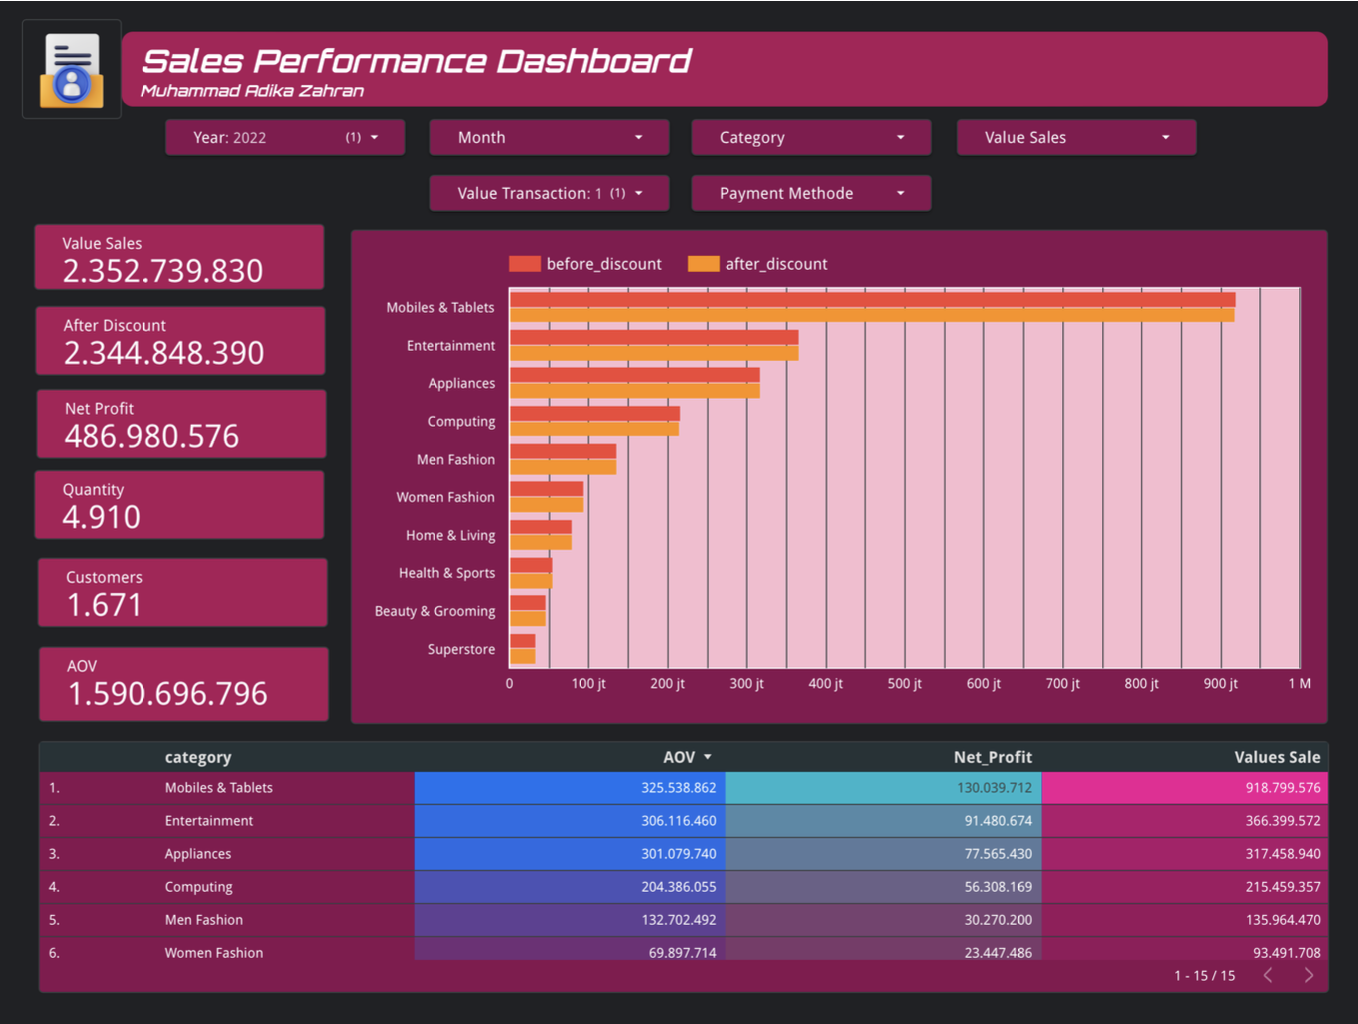 Sales Performance Dashboard
Muhammad Adika Zahran
Year: 2022 (1)
Month
Category
Value Sales
Value Transaction: 1 (1)
Payment Methode
Value Sales
2.352.739.830
After Discount
2.344.848.390
Net Profit
486.980.576
Quantity
4.910
Customers
1.671
AOV
1.590.696.796
before_discount after_discount
Mobiles & Tablets
Entertainment
Appliances
Computing
Men Fashion
Women Fashion
Home & Living
Health & Sports
Beauty & Grooming
Superstore
0 100 jt 200 jt 300 jt 400 jt 500 jt 600 jt 700 jt 800 jt 900 jt 1 M
category AOV Net_Profit Values Sale
1. Mobiles & Tablets 325.538.862 130.039.712 918.799.576
2. Entertainment 306.116.460 91.480.674 366.399.572
3. Appliances 301.079.740 77.565.430 317.458.940
4. Computing 204.386.055 56.308.169 215.459.357
5. Men Fashion 132.702.492 30.270.200 135.964.470
6. Women Fashion 69.897.714 23.447.486 93.491.708
1 - 15 / 15